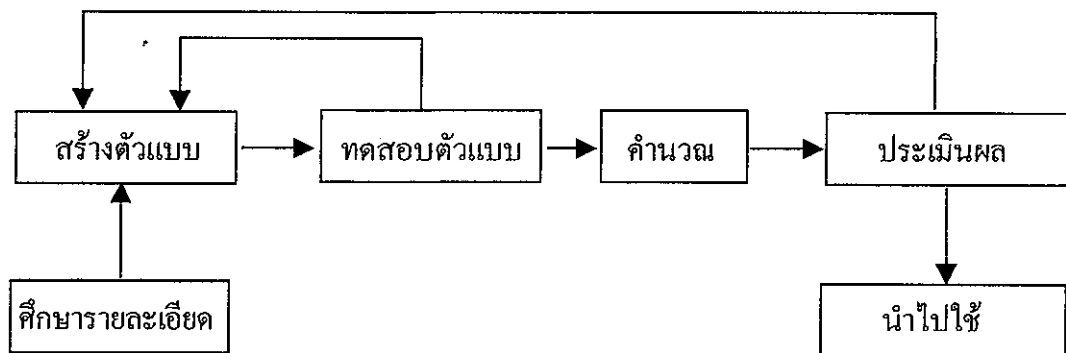 สร้างตัวแบบ
ทดสอบตัวแบบ
คำนวณ
ประเมินผล
ศึกษารายละเอียด
นำไปใช้